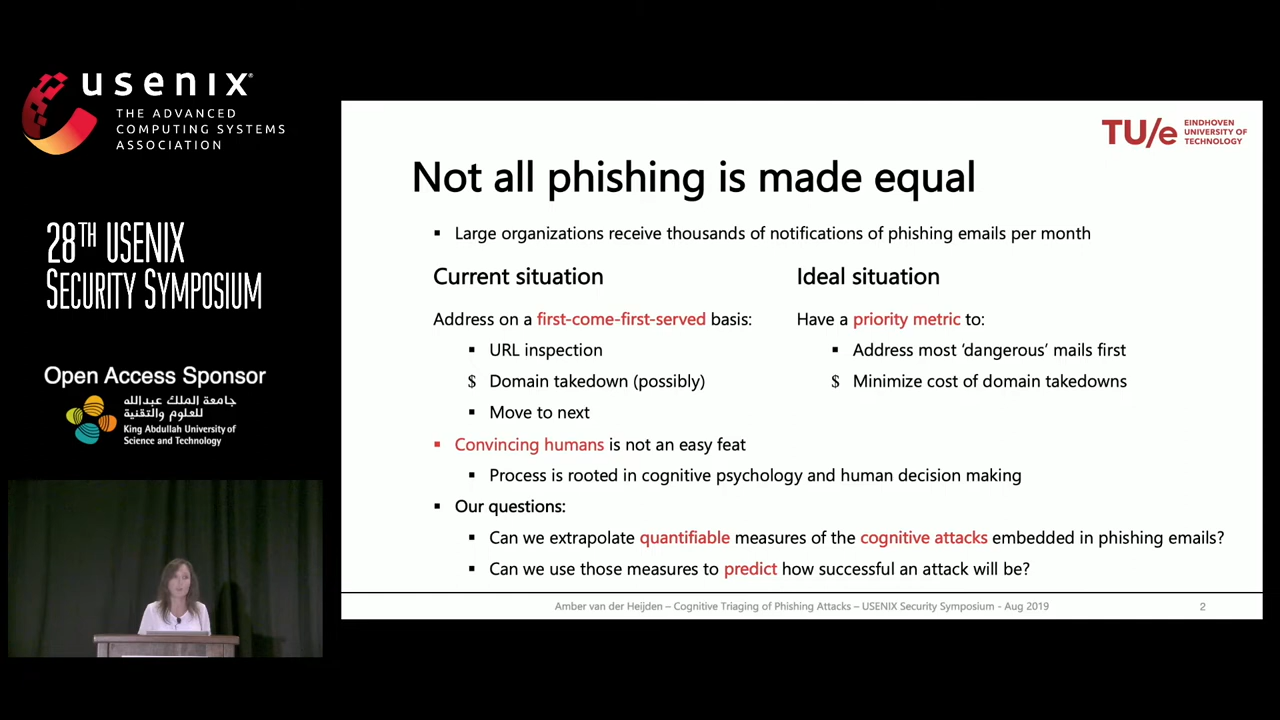 usenix
THE ADVANCED
COMPUTING SYSTEMS
ASSOCIATION
28TH USENIX
SECURITY SYMPOSIUM
Open Access Sponsor
جامعة الملك عبدالله
للعلوم والتقنية
King Abdullah University of
Science and Technology
TU/e EINDHOVEN
UNIVERSITY OF
TECHNOLOGY
Not all phishing is made equal
▪ Large organizations receive thousands of notifications of phishing emails per month
Current situation
Address on a first-come-first-served basis:
▪ URL inspection
$ Domain takedown (possibly)
▪ Move to next
Ideal situation
Have a priority metric to:
▪ Address most ‘dangerous’ mails first
$ Minimize cost of domain takedowns
▪ Convincing humans is not an easy feat
▪ Process is rooted in cognitive psychology and human decision making
▪ Our questions:
▪ Can we extrapolate quantifiable measures of the cognitive attacks embedded in phishing emails?
▪ Can we use those measures to predict how successful an attack will be?
Amber van der Heijden – Cognitive Triaging of Phishing Attacks – USENIX Security Symposium - Aug 2019
2